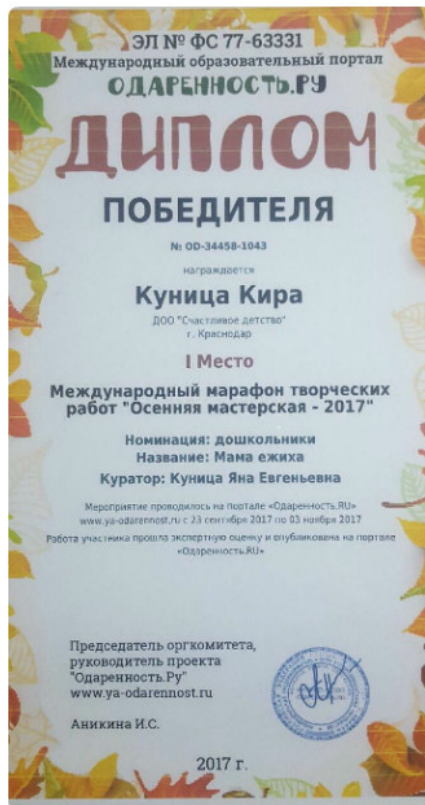 ЭЛ № ФС 77-63331
Международный образовательный портал
ОДАРЕННОСТЬ.РУ
ДИПЛОМ
ПОБЕДИТЕЛЯ
№ OD-34458-1043
награждается
Куница Кира
ДОО "Счастливое детство"
г. Краснодар
I Место
Международный марафон творческих
работ "Осенняя мастерская - 2017"
Номинация: дошкольники
Название: Мама ежиха
Куратор: Куница Яна Евгеньевна
Мероприятие проводилось на портале «Одаренность.RU»
www.ya-odarennost.ru с 23 сентября 2017 по 03 ноября 2017
Работа участника прошла экспертную оценку и опубликована на портале
«Одаренность.RU»
Председатель оргкомитета,
руководитель проекта
"Одаренность.Ру"
www.ya-odarennost.ru
Аникина И.С.
2017 г.